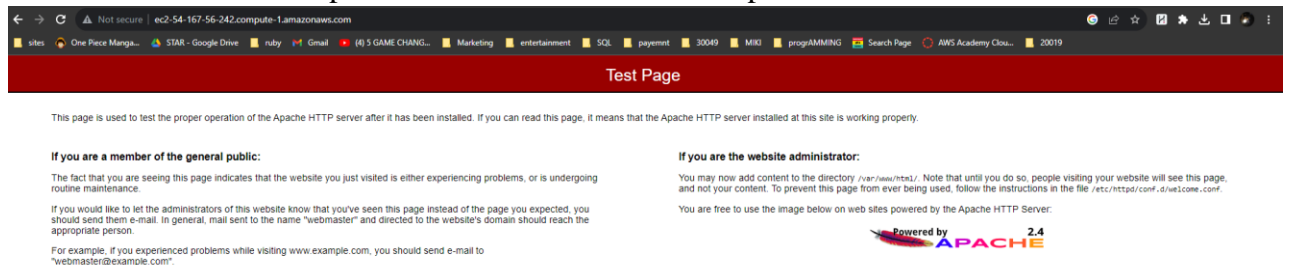 Not secure ec2-54-167-56-242.compute-1.amazonaws.com
sites One Piece Manga... STAR - Google Drive ruby Gmail (4) 5 GAME CHANG... Marketing entertainment SQL payemnt 30049 MIKI progrAMMING Search Page AWS Academy Clou... 20019
Test Page
This page is used to test the proper operation of the Apache HTTP server after it has been installed. If you can read this page, it means that the Apache HTTP server installed at this site is working properly.
If you are a member of the general public:
The fact that you are seeing this page indicates that the website you just visited is either experiencing problems, or is undergoing
routine maintenance.
If you would like to let the administrators of this website know that you've seen this page instead of the page you expected, you
should send them e-mail. In general, mail sent to the name "webmaster" and directed to the website's domain should reach the
appropriate person.
For example, if you experienced problems while visiting www.example.com, you should send e-mail to
"webmaster@example.com".
If you are the website administrator:
You may now add content to the directory /var/www/html/. Note that until you do so, people visiting your website will see this page,
and not your content. To prevent this page from ever being used, follow the instructions in the file /etc/httpd/conf.d/welcome.conf.
You are free to use the image below on web sites powered by the Apache HTTP Server:
Powered by 2.4
APACHE